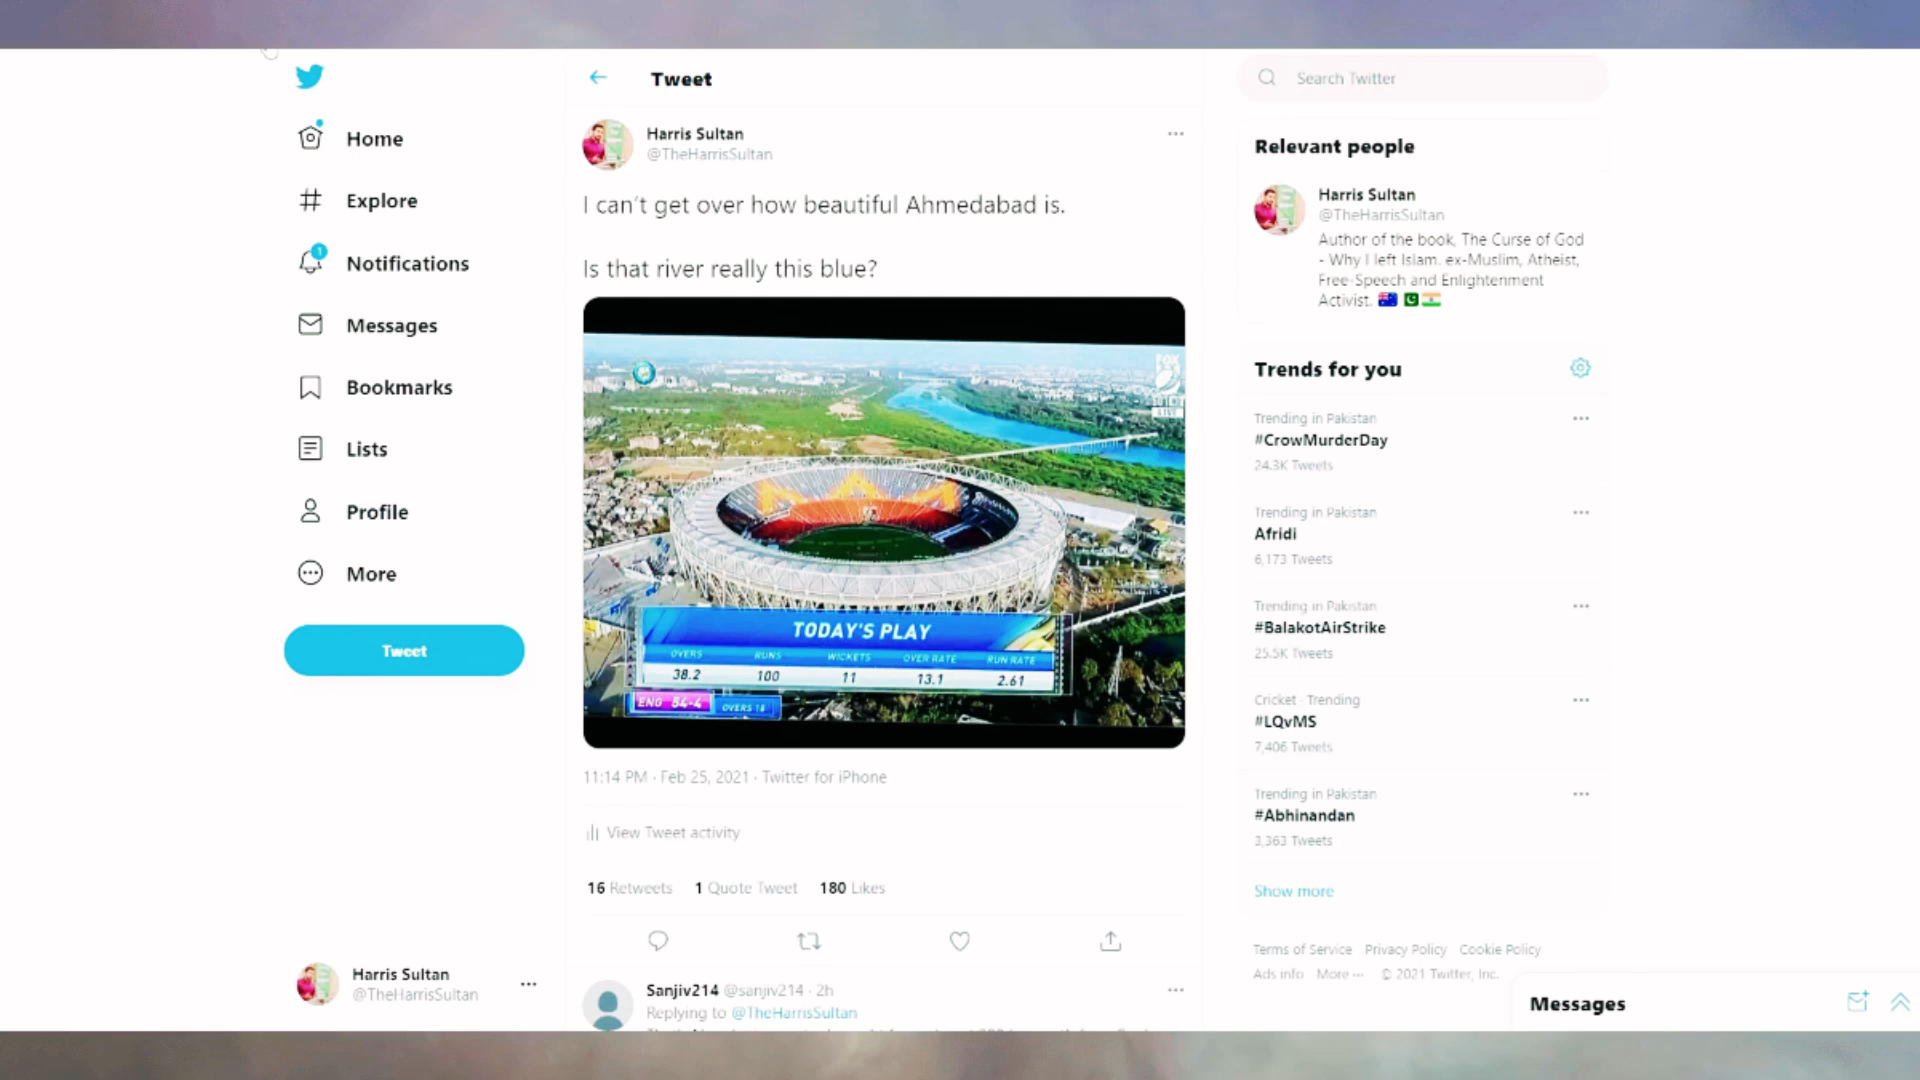 Home
Explore
1
Notifications
Messages
Bookmarks
Lists
Profile
More
Tweet
Harris Sultan
@TheHarrisSultan
Tweet
Harris Sultan
@TheHarrisSultan
I can't get over how beautiful Ahmedabad is.
Is that river really this blue?
FOX
LIVE
TODAY'S PLAY
OVERS RUNS WICKETS OVER RATE RUN RATE
38.2 100 11 13.1 2.61
ENG 54-4 OVERS 18
11:14 PM · Feb 25, 2021 · Twitter for iPhone
View Tweet activity
16 Retweets 1 Quote Tweet 180 Likes
Sanjiv214 @sanjiv214 · 2h
Replying to @TheHarrisSultan
Search Twitter
Relevant people
Harris Sultan
@TheHarrisSultan
Author of the book, The Curse of God
- Why I left Islam. ex-Muslim, Atheist,
Free-Speech and Enlightenment
Activist.
Trends for you
Trending in Pakistan
#CrowMurderDay
24.3K Tweets
Trending in Pakistan
Afridi
6,173 Tweets
Trending in Pakistan
#BalakotAirStrike
25.5K Tweets
Cricket · Trending
#LQvMS
7,406 Tweets
Trending in Pakistan
#Abhinandan
3,363 Tweets
Show more
Terms of Service Privacy Policy Cookie Policy
Ads info More ··· © 2021 Twitter, Inc.
Messages